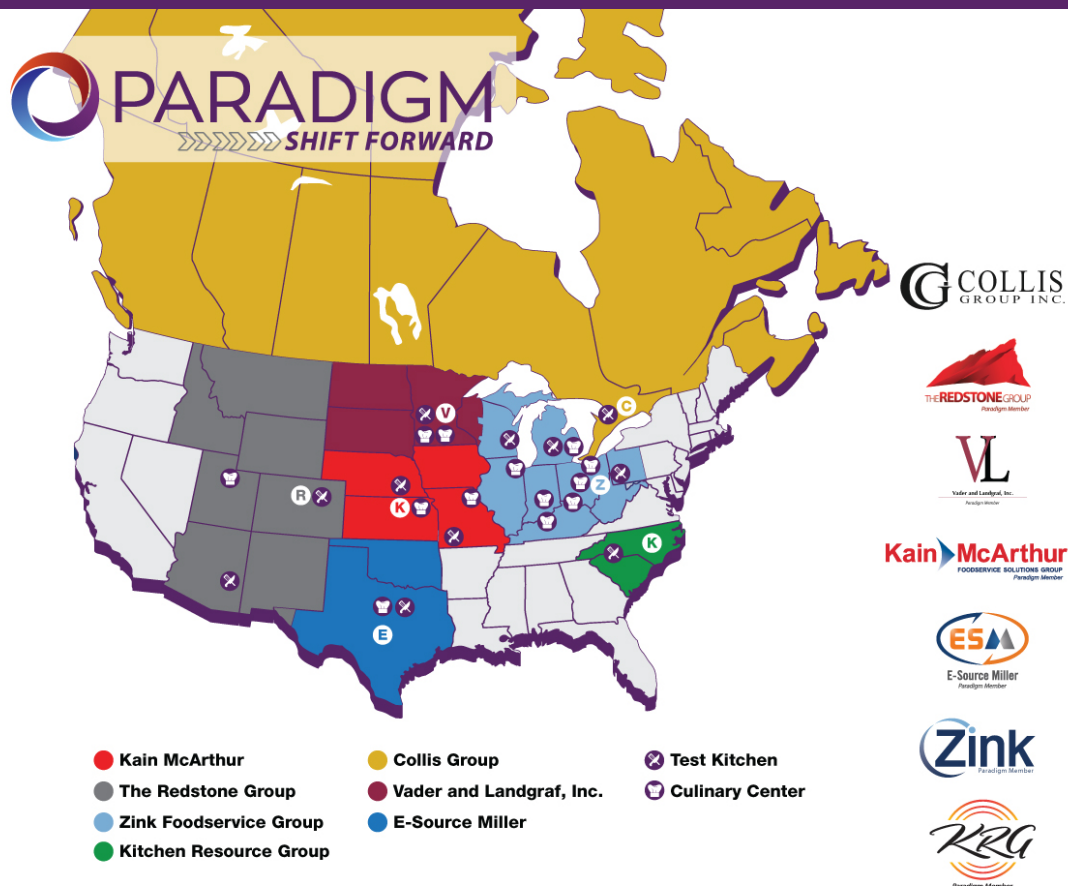 PARADIGM
SHIFT FORWARD
COLLIS
GROUP INC.
THE REDSTONE GROUP
Paradigm Member
VL
Vader and Landgraf, Inc.
Paradigm Member
Kain McArthur
FOODSERVICE SOLUTIONS GROUP
Paradigm Member
ESM
E-Source Miller
Paradigm Member
Zink
Paradigm Member
KRG
Paradigm Member
C
V
R
K
Z
K
E
Kain McArthur
The Redstone Group
Zink Foodservice Group
Kitchen Resource Group
Collis Group
Vader and Landgraf, Inc.
E-Source Miller
Test Kitchen
Culinary Center